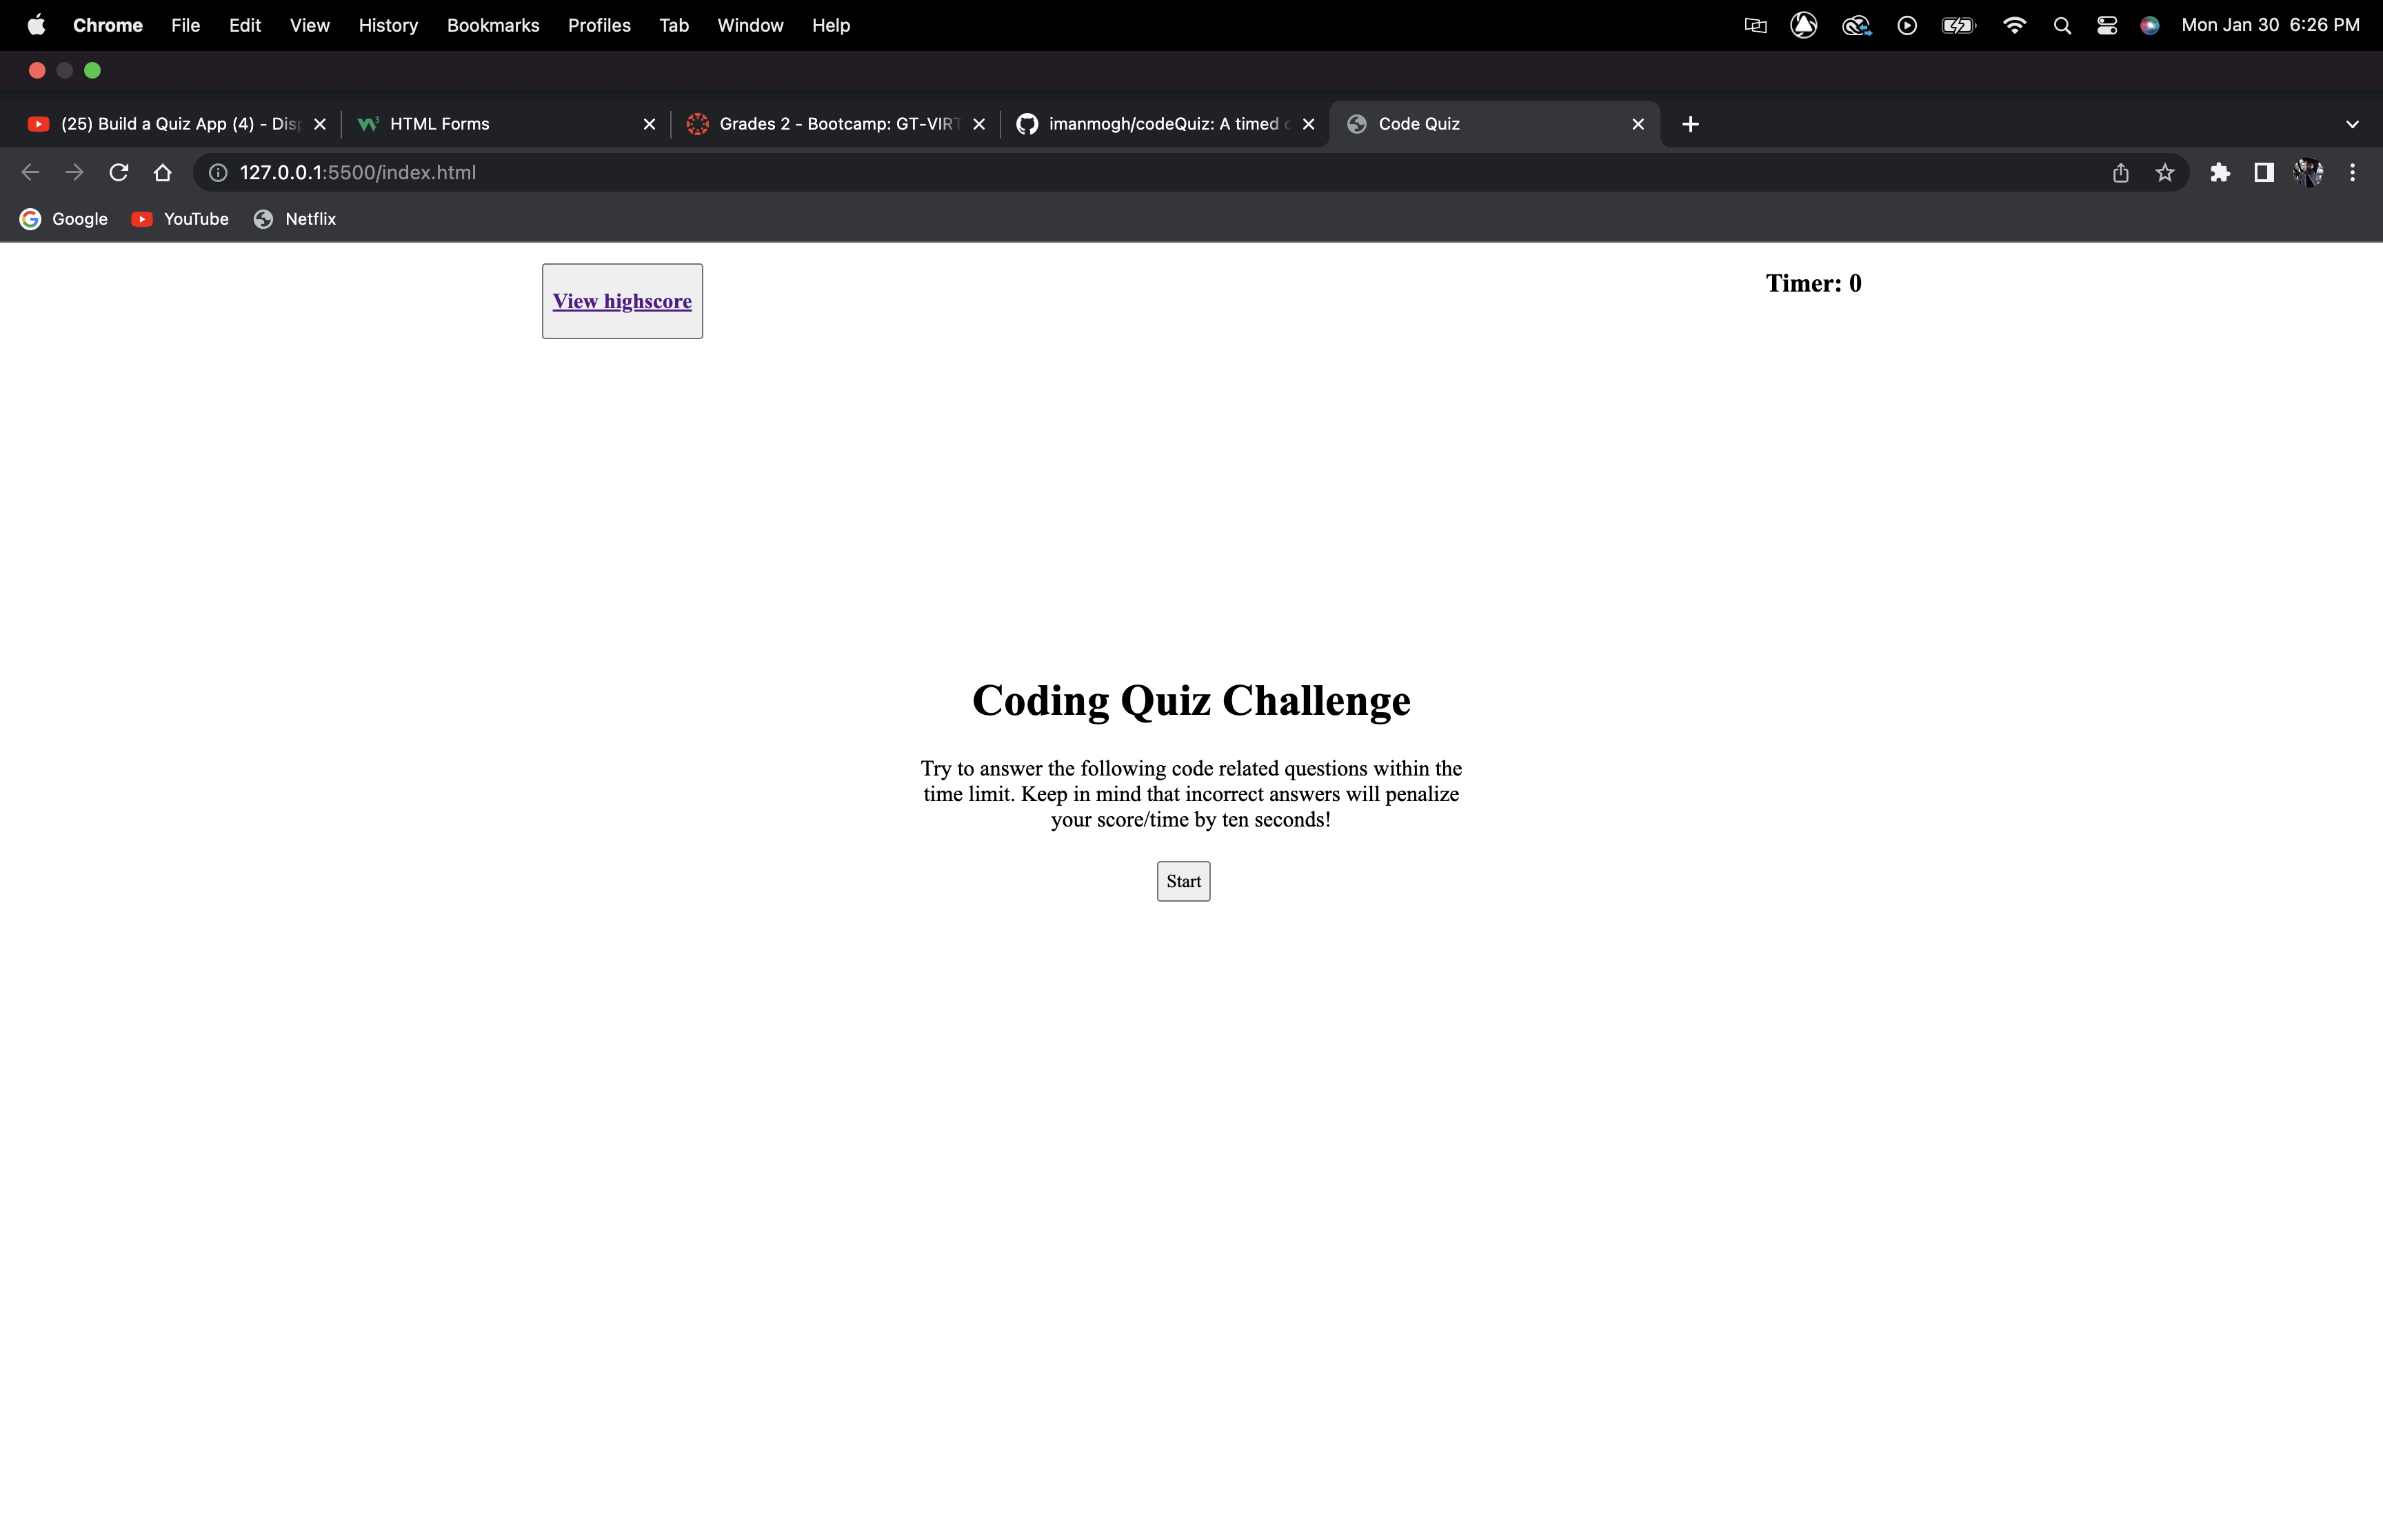 Chrome File Edit View History Bookmarks Profiles Tab Window Help Mon Jan 30 6:26 PM
(25) Build a Quiz App (4) - Dis HTML Forms Grades 2 - Bootcamp: GT-VIRT imanmogh/codeQuiz: A timed Code Quiz
127.0.0.1:5500/index.html
Google YouTube Netflix
View highscore
Timer: 0
Coding Quiz Challenge
Try to answer the following code related questions within the
time limit. Keep in mind that incorrect answers will penalize
your score/time by ten seconds!
Start